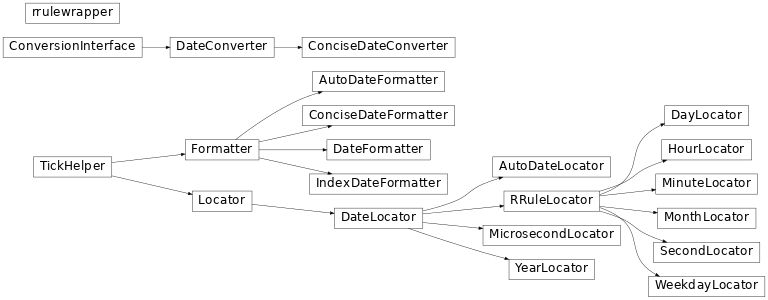 rrulewrapper
ConversionInterface
DateConverter
ConciseDateConverter
AutoDateFormatter
ConciseDateFormatter
DateFormatter
IndexDateFormatter
Formatter
TickHelper
Locator
DateLocator
AutoDateLocator
RRuleLocator
MicrosecondLocator
YearLocator
DayLocator
HourLocator
MinuteLocator
MonthLocator
SecondLocator
WeekdayLocator